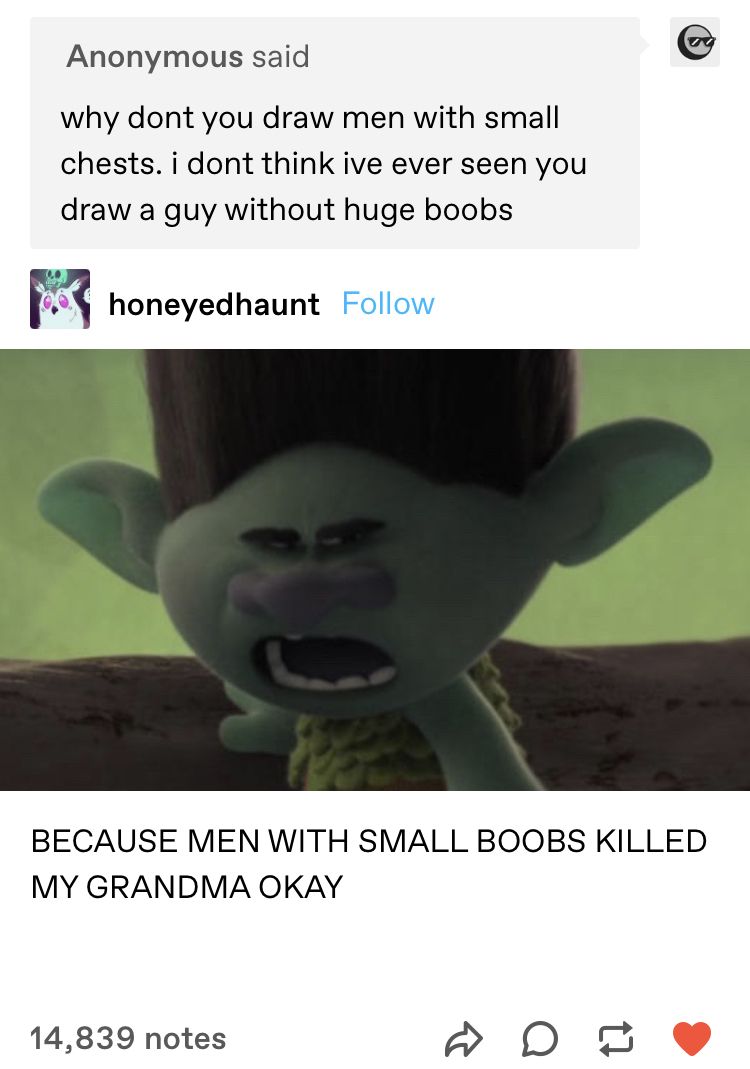 Anonymous said
why dont you draw men with small
chests. i dont think ive ever seen you
draw a guy without huge boobs
honeyedhaunt Follow
BECAUSE MEN WITH SMALL BOOBS KILLED
MY GRANDMA OKAY
14,839 notes